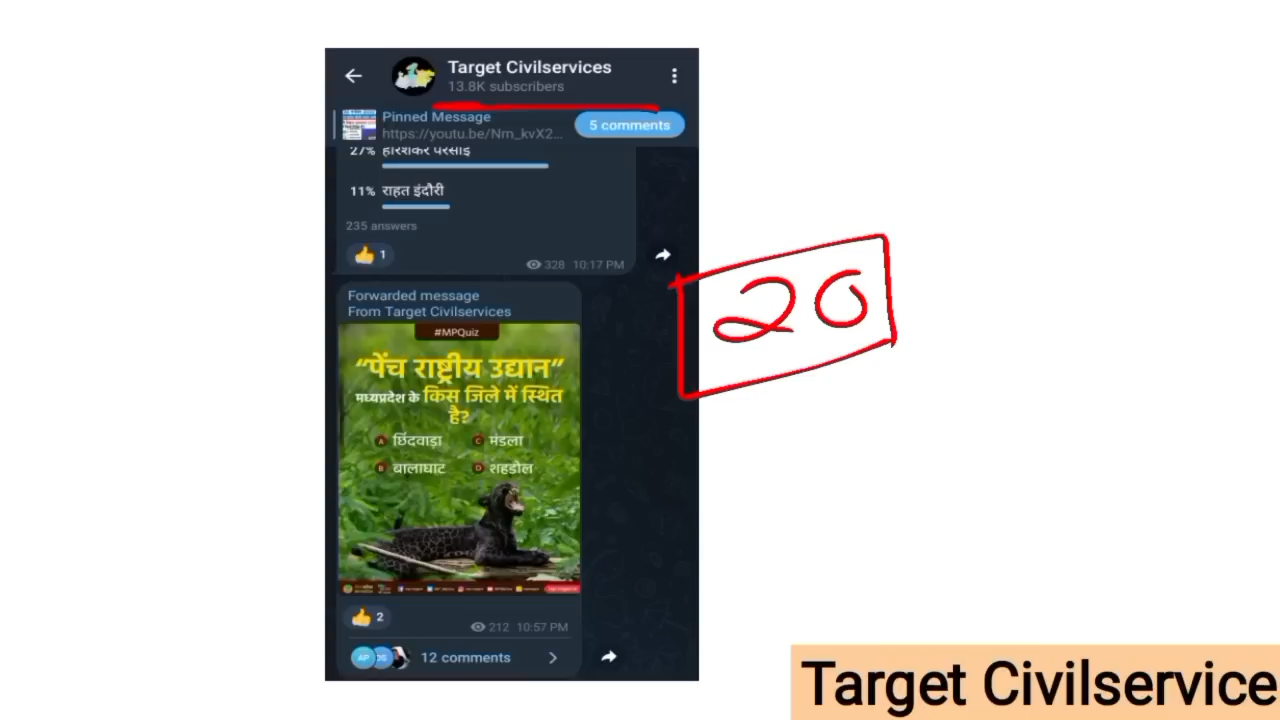 Target Civilservices
13.8K subscribers
Pinned Message
https://youtu.be/Nm_kvX2...
5 comments
27% हरिशंकर परसाई
11% राहत इंदौरी
235 answers
1
328 10:17 PM
20
Forwarded message
From Target Civilservices
#MPQuiz
“पेंच राष्ट्रीय उद्यान”
मध्यप्रदेश के किस जिले में स्थित
है?
A छिंदवाड़ा C मंडला
B बालाघाट D शहडोल
2
212 10:57 PM
AP DS 12 comments
Target Civilservice